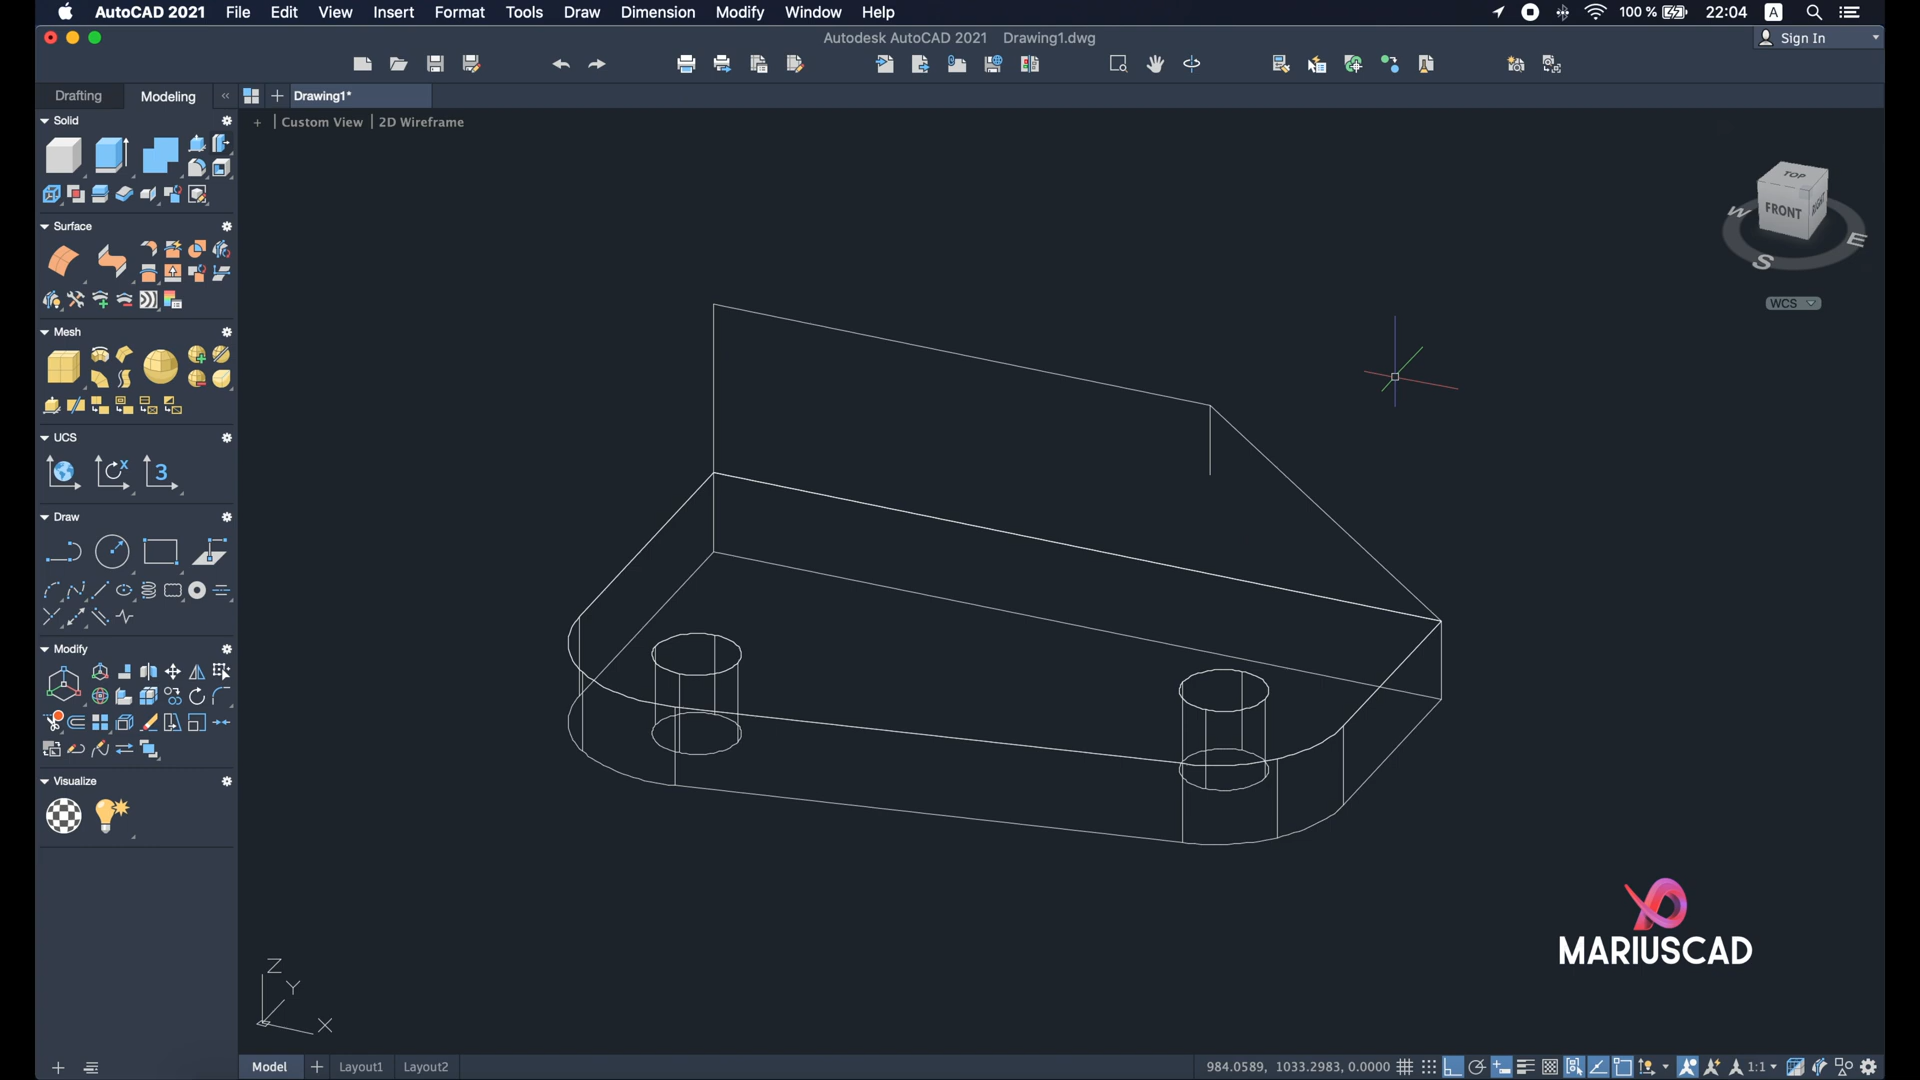 AutoCAD 2021 File Edit View Insert Format Tools Draw Dimension Modify Window Help 100 % 22:04 A
Autodesk AutoCAD 2021 Drawing1.dwg Sign In
Drafting Modeling « Drawing1*
+ | Custom View | 2D Wireframe
Solid
TOP
FRONT RIGHT
W E
S
WCS
Surface
Mesh
UCS
X 3
Draw
Modify
Visualize
MARIUSCAD
Z
Y
X
Model Layout1 Layout2 984.0589, 1033.2983, 0.0000 1:1